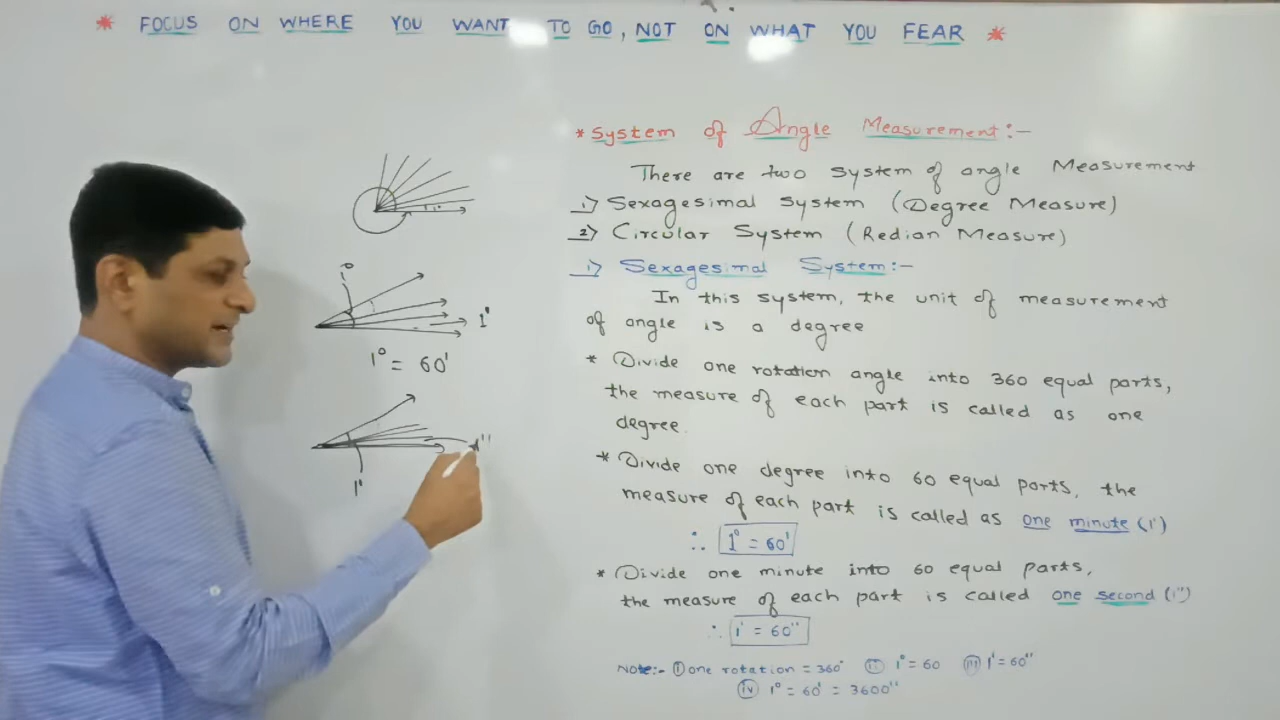 * FOCUS ON WHERE YOU WANT TO GO, NOT ON WHAT YOU FEAR *
* System of Angle Measurement:-
There are two system of angle Measurement
1) Sexagesimal System (Degree Measure)
2) Circular System (Redian Measure)
1) Sexagesimal System:-
In this system, the unit of measurement
of angle is a degree
* Divide one rotation angle into 360 equal parts,
the measure of each part is called as one
degree.
* Divide one degree into 60 equal parts, the
measure of each part is called as one minute (1')
∴ 1° = 60'
* Divide one minute into 60 equal parts,
the measure of each part is called one second (1'')
∴ 1' = 60''
Note:- (i) one rotation = 360° (ii) 1° = 60 (iii) 1' = 60''
(iv) 1° = 60' = 3600''
1°
1'
1° = 60'
1''
1'